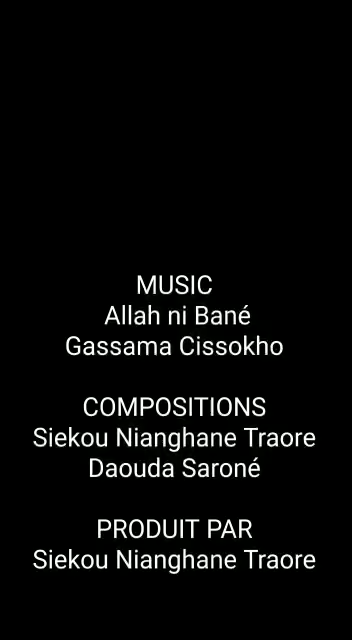 MUSIC
Allah ni Bané
Gassama Cissokho
COMPOSITIONS
Siekou Nianghane Traore
Daouda Saroné
PRODUIT PAR
Siekou Nianghane Traore